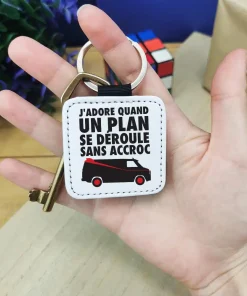 J'ADORE QUAND
UN PLAN
SE DÉROULE
SANS ACCROC